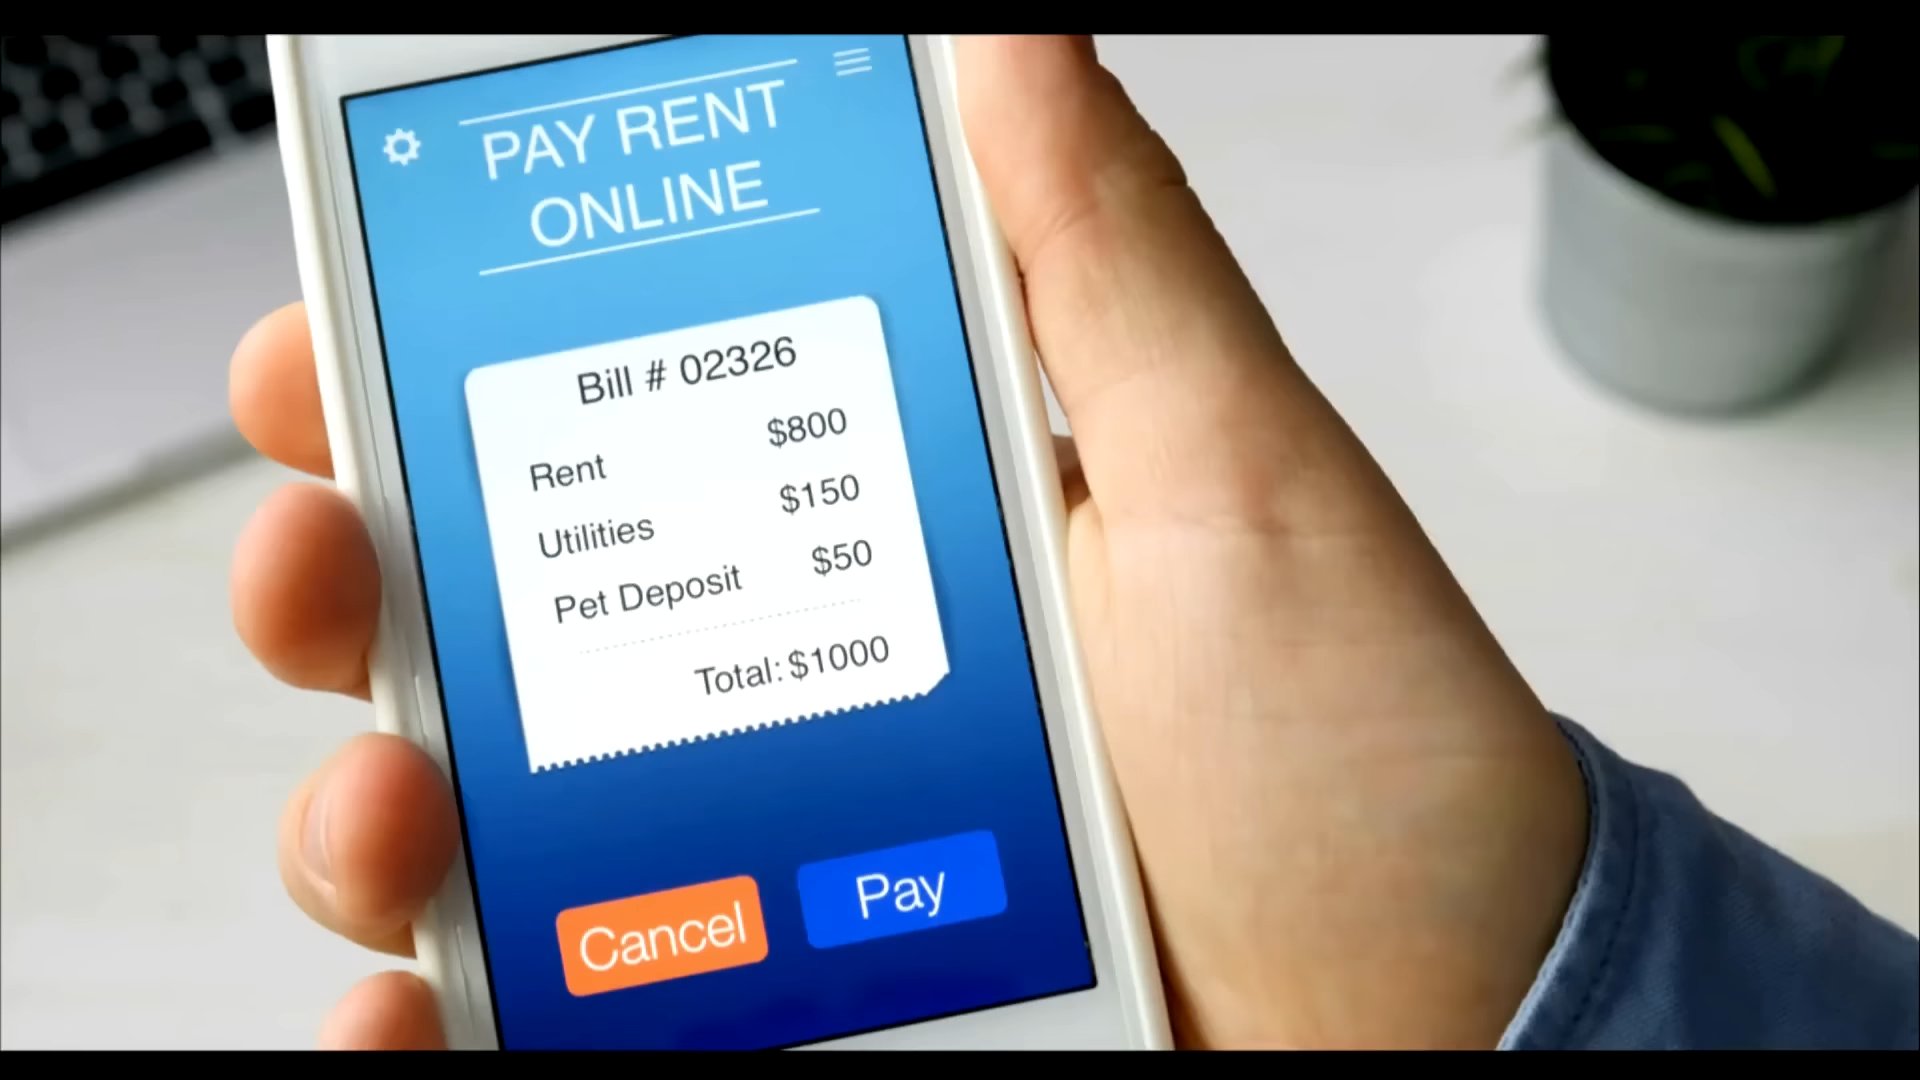 PAY RENT
ONLINE
Bill # 02326
Rent $800
Utilities $150
Pet Deposit $50
Total: $1000
Cancel Pay